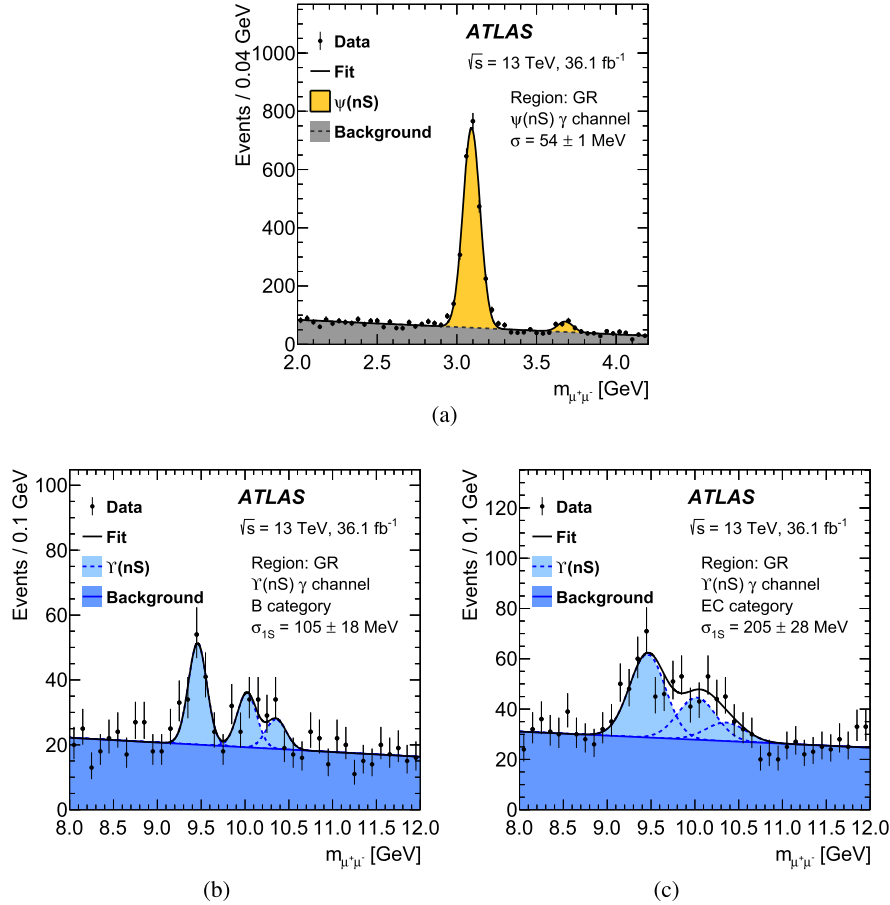 ATLAS
√s = 13 TeV, 36.1 fb⁻¹
Data
Fit
ψ(nS)
Background
Region: GR
ψ(nS) γ channel
σ = 54 ± 1 MeV
Events / 0.04 GeV
1000
800
600
400
200
0
2.0 2.5 3.0 3.5 4.0
m_μ⁺μ⁻ [GeV]
(a)
ATLAS
√s = 13 TeV, 36.1 fb⁻¹
Data
Fit
ϒ(nS)
Background
Region: GR
ϒ(nS) γ channel
B category
σ_1S = 105 ± 18 MeV
Events / 0.1 GeV
100
80
60
40
20
0
8.0 8.5 9.0 9.5 10.0 10.5 11.0 11.5 12.0
m_μ⁺μ⁻ [GeV]
(b)
ATLAS
√s = 13 TeV, 36.1 fb⁻¹
Data
Fit
ϒ(nS)
Background
Region: GR
ϒ(nS) γ channel
EC category
σ_1S = 205 ± 28 MeV
Events / 0.1 GeV
120
100
80
60
40
20
0
8.0 8.5 9.0 9.5 10.0 10.5 11.0 11.5 12.0
m_μ⁺μ⁻ [GeV]
(c)